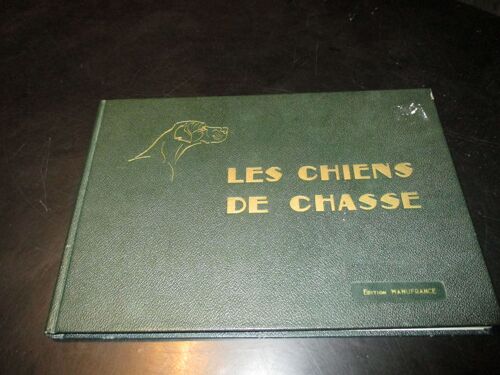 LES CHIENS
DE CHASSE
ÉDITION MANUFRANCE